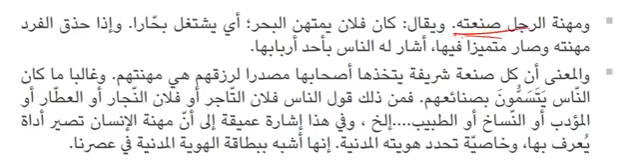 ▪ ومهنة الرجل صنعته. ويقال: كان فلان يمتهن البحر؛ أي يشتغل بحّارا. وإذا حذق الفرد
مهنته وصار متميزا فيها، أشار له الناس بأحد أربابها.
▪ والمعنى أن كل صنعة شريفة يتخذها أصحابها مصدرا لرزقهم هي مهنتهم. وغالبا ما كان
النّاس يَتَسَمُّونَ بصنائعهم. فمن ذلك قول الناس فلان التّاجر أو فلان النّجار أو العطّار أو
المؤدب أو النّساخ أو الطبيب....إلخ ، وفي هذا إشارة عميقة إلى أنّ مهنة الإنسان تصير أداة
يُعرف بها، وخاصيّة تحدد هويته المدنية. إنها أشبه ببطاقة الهوية المدنية في عصرنا.